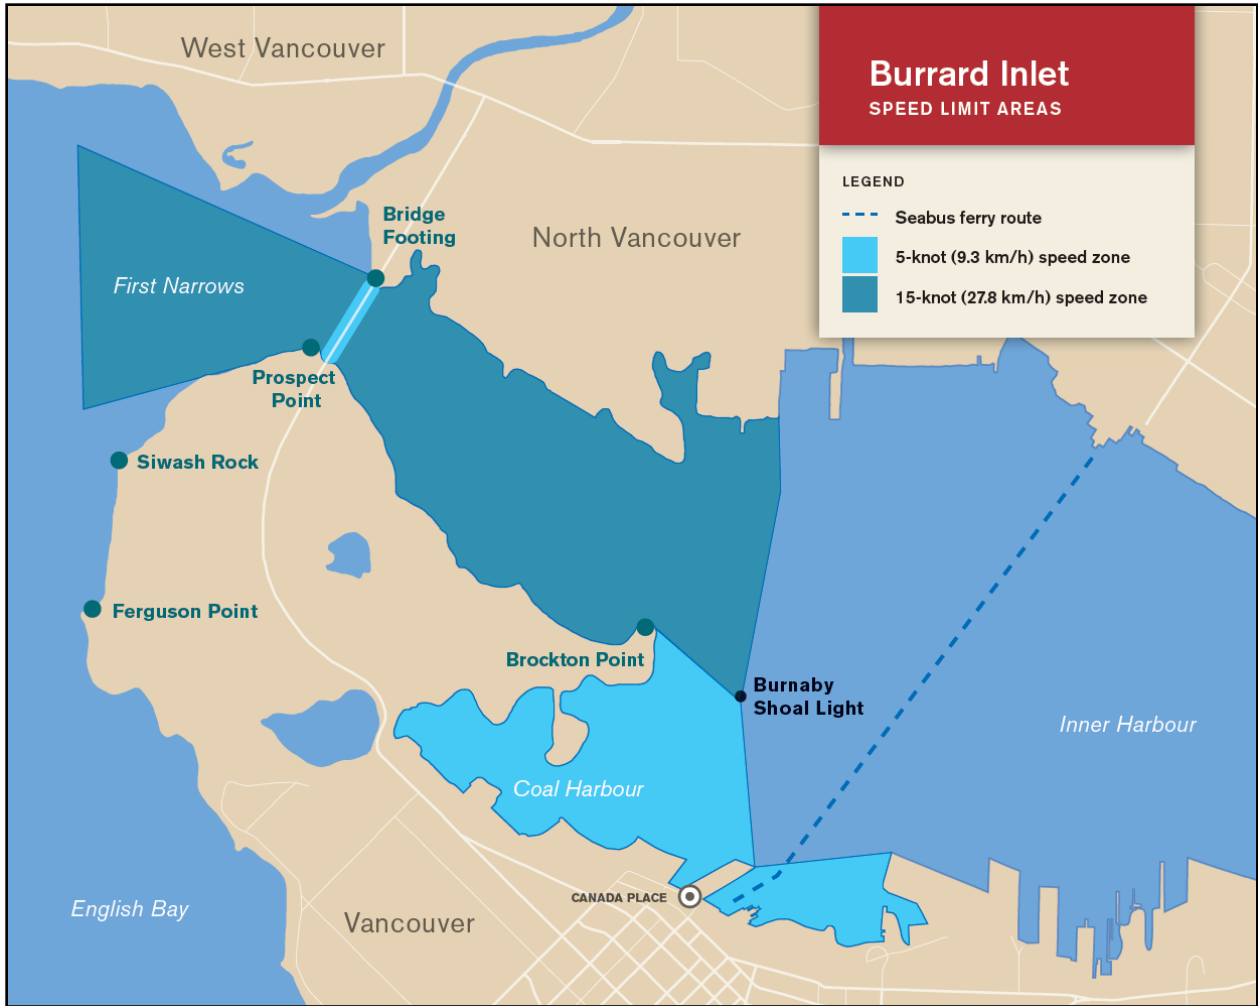 West Vancouver
Burrard Inlet
SPEED LIMIT AREAS
LEGEND
Seabus ferry route
5-knot (9.3 km/h) speed zone
15-knot (27.8 km/h) speed zone
Bridge
Footing
North Vancouver
First Narrows
Prospect
Point
Siwash Rock
Ferguson Point
Brockton Point
Burnaby
Shoal Light
Inner Harbour
Coal Harbour
CANADA PLACE
English Bay
Vancouver